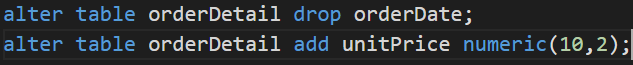 alter table orderDetail drop orderDate;
alter table orderDetail add unitPrice numeric(10,2);